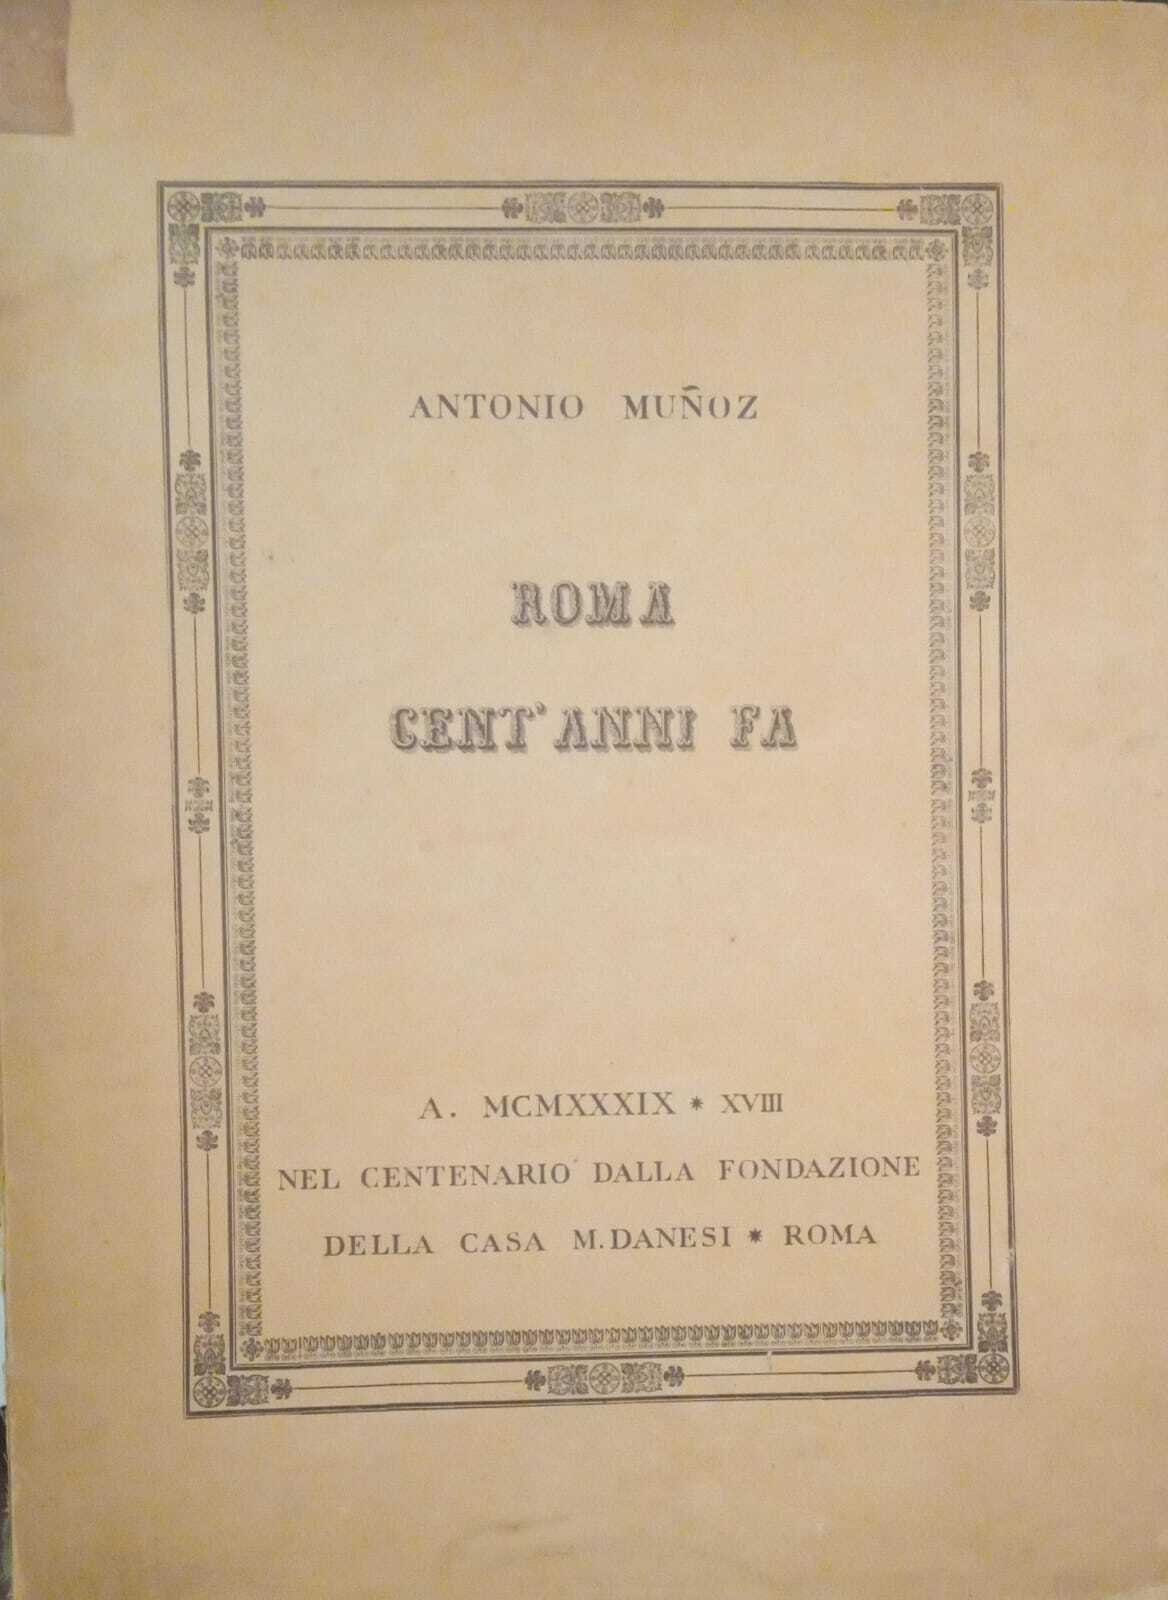 ANTONIO MUÑOZ
ROMA
CENT'ANNI FA
A. MCMXXXIX * XVIII
NEL CENTENARIO DALLA FONDAZIONE
DELLA CASA M. DANESI * ROMA